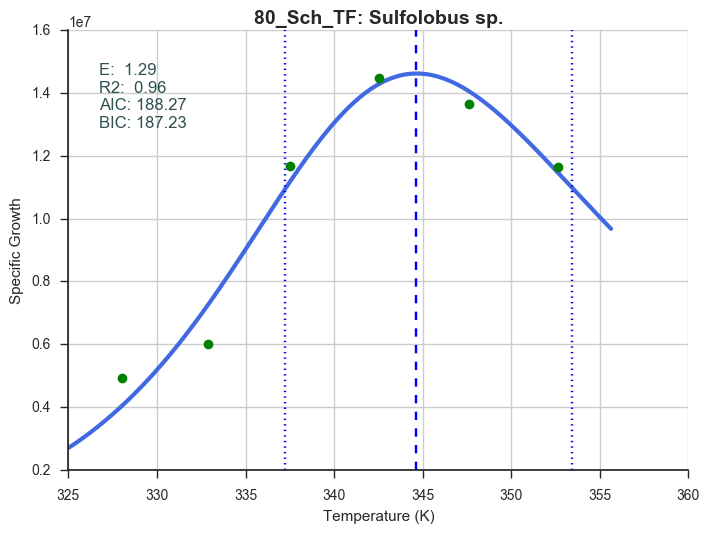 80_Sch_TF: Sulfolobus sp.
1e7
1.6
1.4
1.2
1.0
0.8
0.6
0.4
0.2
E:  1.29
R2:  0.96
AIC: 188.27
BIC: 187.23
Specific Growth
325 330 335 340 345 350 355 360
Temperature (K)